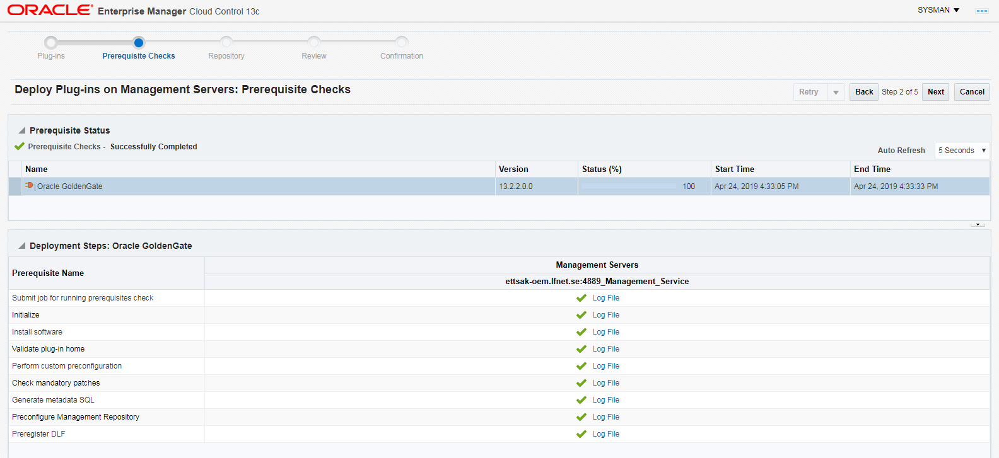 ORACLE Enterprise Manager Cloud Control 13c
SYSMAN
Plug-ins
Prerequisite Checks
Repository
Review
Confirmation
Deploy Plug-ins on Management Servers: Prerequisite Checks
Retry
Back
Step 2 of 5
Next
Cancel
Prerequisite Status
Prerequisite Checks - Successfully Completed
Auto Refresh 5 Seconds
Name Version Status (%) Start Time End Time
Oracle GoldenGate 13.2.2.0.0 100 Apr 24, 2019 4:33:05 PM Apr 24, 2019 4:33:33 PM
Deployment Steps: Oracle GoldenGate
Prerequisite Name
Management Servers
ettsak-oem.lfnet.se:4889_Management_Service
Submit job for running prerequisites check Log File
Initialize Log File
Install software Log File
Validate plug-in home Log File
Perform custom preconfiguration Log File
Check mandatory patches Log File
Generate metadata SQL Log File
Preconfigure Management Repository Log File
Preregister DLF Log File